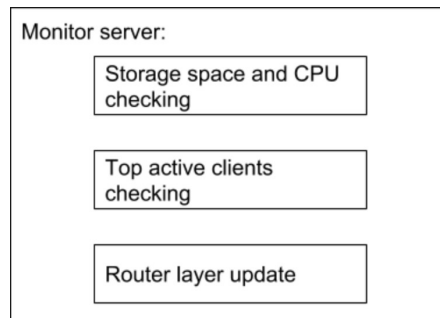 Monitor server:
Storage space and CPU
checking
Top active clients
checking
Router layer update